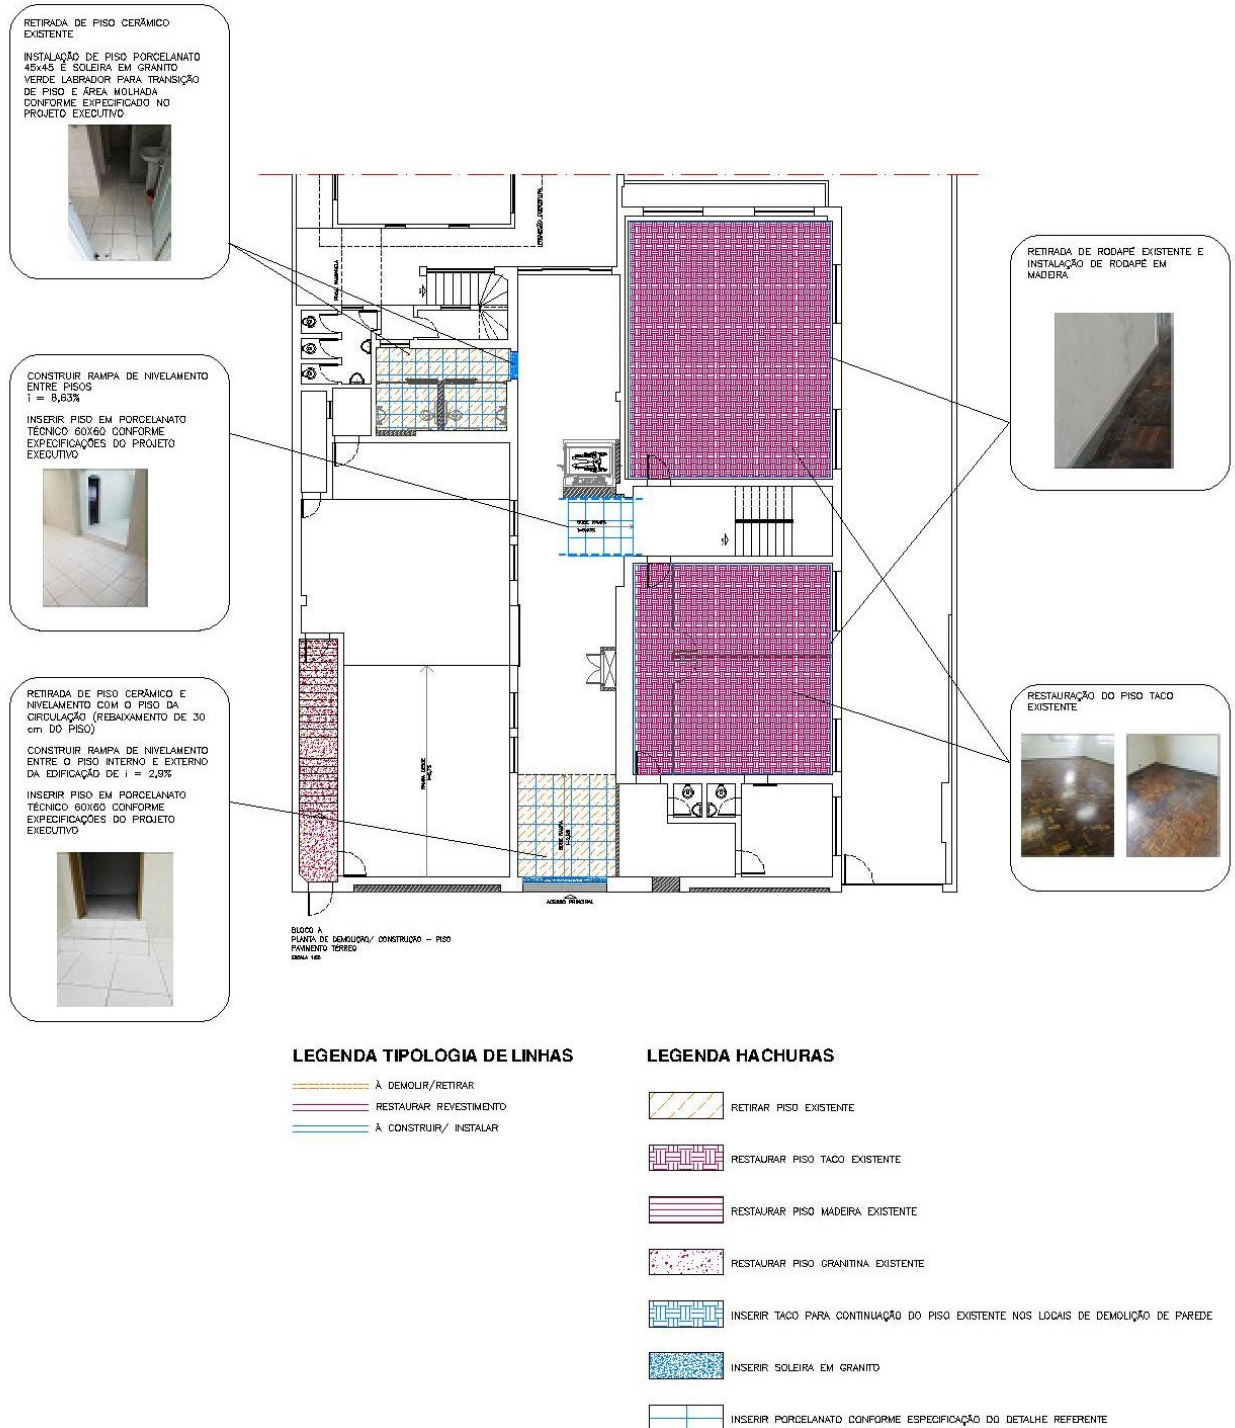 RETIRADA DE PISO CERÂMICO
EXISTENTE
INSTALAÇÃO DE PISO PORCELANATO
45x45 E SOLEIRA EM GRANITO
VERDE LABRADOR PARA TRANSIÇÃO
DE PISO E ÁREA MOLHADA
CONFORME EXPECIFICADO NO
PROJETO EXECUTIVO
CONSTRUIR RAMPA DE NIVELAMENTO
ENTRE PISOS
i = 8,63%
INSERIR PISO EM PORCELANATO
TÉCNICO 60X60 CONFORME
EXPECIFICAÇÕES DO PROJETO
EXECUTIVO
RETIRADA DE PISO CERÂMICO E
NIVELAMENTO COM O PISO DA
CIRCULAÇÃO (REBAIXAMENTO DE 30
cm DO PISO)
CONSTRUIR RAMPA DE NIVELAMENTO
ENTRE O PISO INTERNO E EXTERNO
DA EDIFICAÇÃO DE i = 2,9%
INSERIR PISO EM PORCELANATO
TÉCNICO 60X60 CONFORME
EXPECIFICAÇÕES DO PROJETO
EXECUTIVO
RETIRADA DE RODAPÉ EXISTENTE E
INSTALAÇÃO DE RODAPÉ EM
MADEIRA
RESTAURAÇÃO DO PISO TACO
EXISTENTE
SOBE RAMPA
SOBE RAMPA
ACESSO PRINCIPAL
BLOCO A
PLANTA DE DEMOLIÇÃO/ CONSTRUÇÃO - PISO
PAVIMENTO TÉRREO
LEGENDA TIPOLOGIA DE LINHAS
À DEMOLIR/RETIRAR
RESTAURAR REVESTIMENTO
À CONSTRUIR/ INSTALAR
LEGENDA HACHURAS
RETIRAR PISO EXISTENTE
RESTAURAR PISO TACO EXISTENTE
RESTAURAR PISO MADEIRA EXISTENTE
RESTAURAR PISO GRANITINA EXISTENTE
INSERIR TACO PARA CONTINUAÇÃO DO PISO EXISTENTE NOS LOCAIS DE DEMOLIÇÃO DE PAREDE
INSERIR SOLEIRA EM GRANITO
INSERIR PORCELANATO CONFORME ESPECIFICAÇÃO DO DETALHE REFERENTE